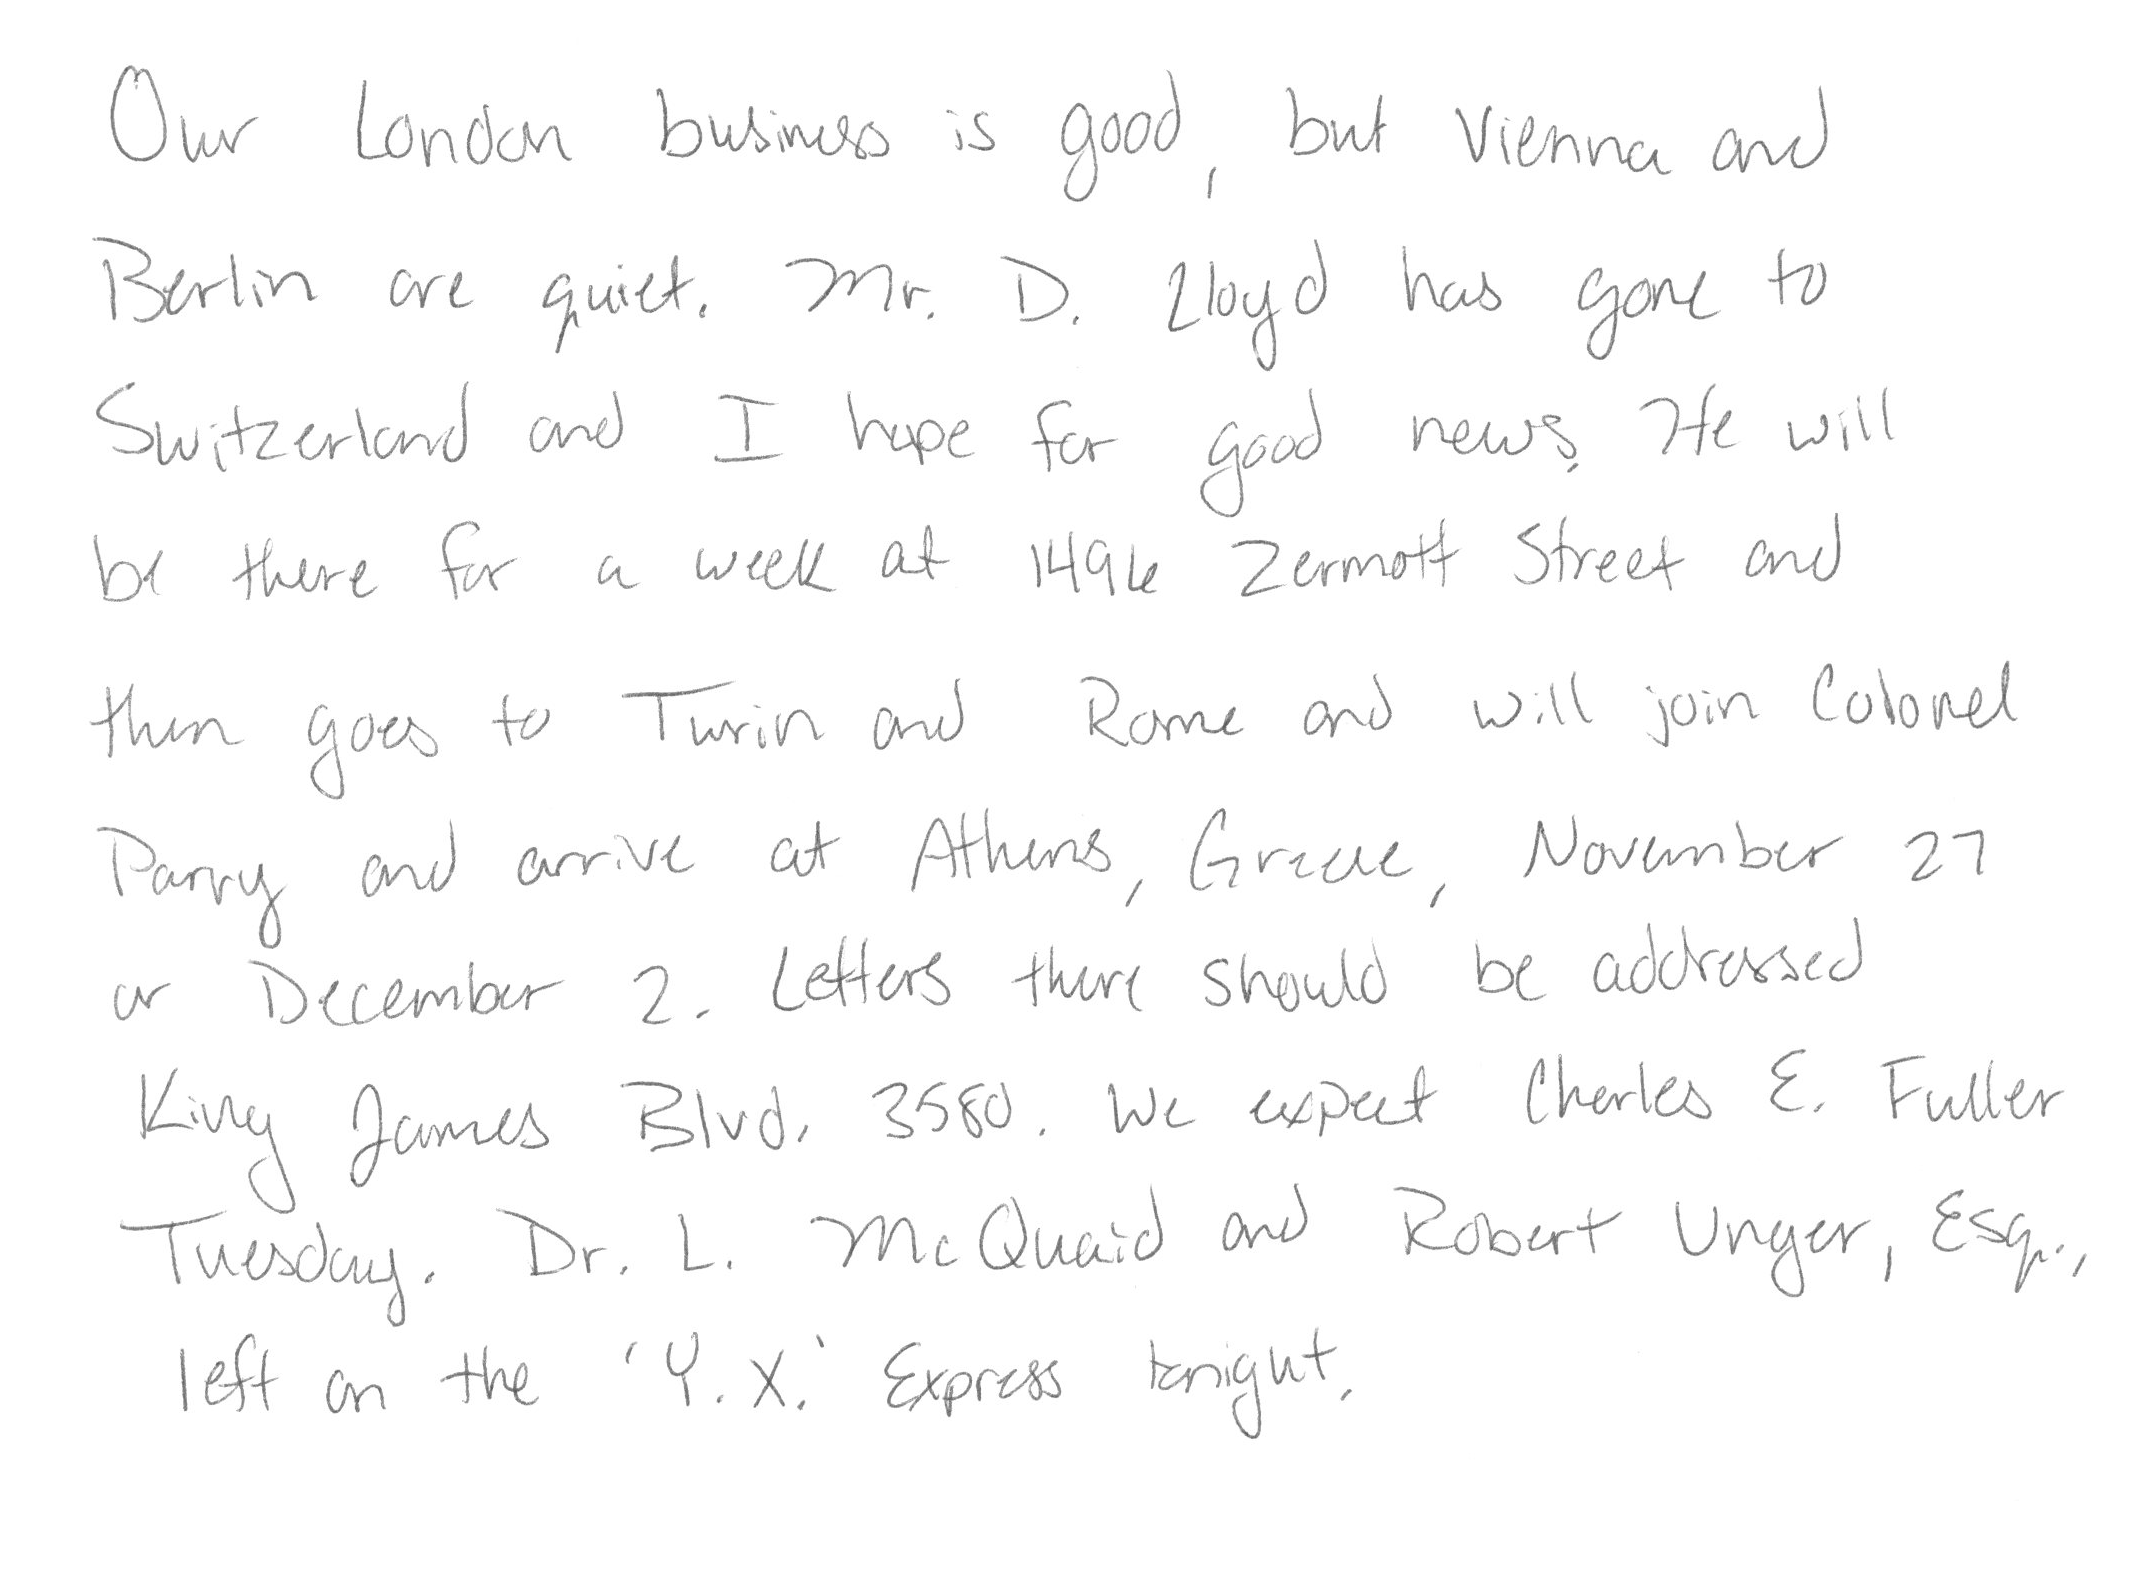 Our London business is good, but Vienna and
Berlin are quiet. Mr. D. Lloyd has gone to
Switzerland and I hope for good news. He will
be there for a week at 1496 Zermott Street and
then goes to Turin and Rome and will join Colonel
Parry and arrive at Athens, Greece, November 27
or December 2. Letters there should be addressed
King James Blvd. 3580. We expect Charles E. Fuller
Tuesday. Dr. L. McQuaid and Robert Unger, Esq.,
left on the 'Y.X.' Express tonight.